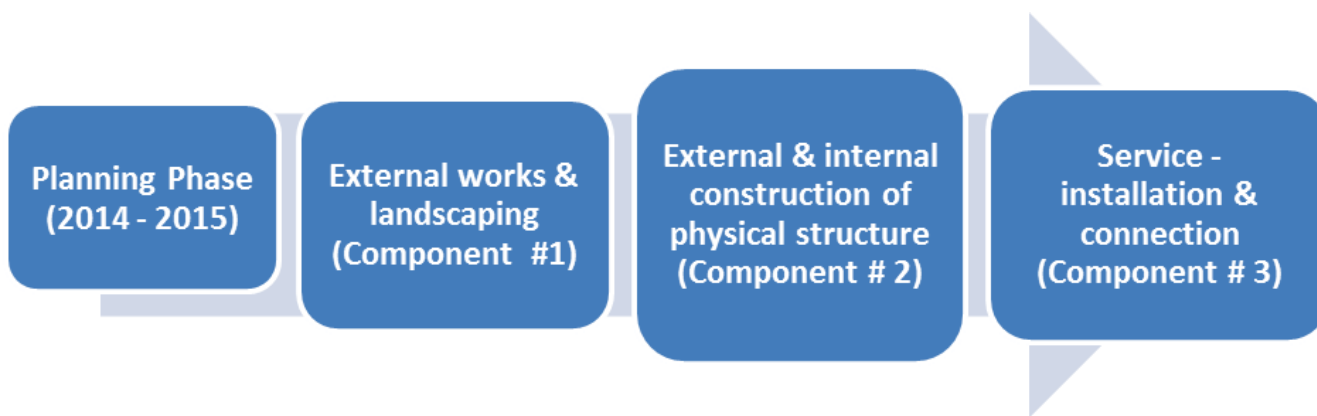 Planning Phase
(2014 - 2015)
External works &
landscaping
(Component #1)
External & internal
construction of
physical structure
(Component # 2)
Service -
installation &
connection
(Component # 3)